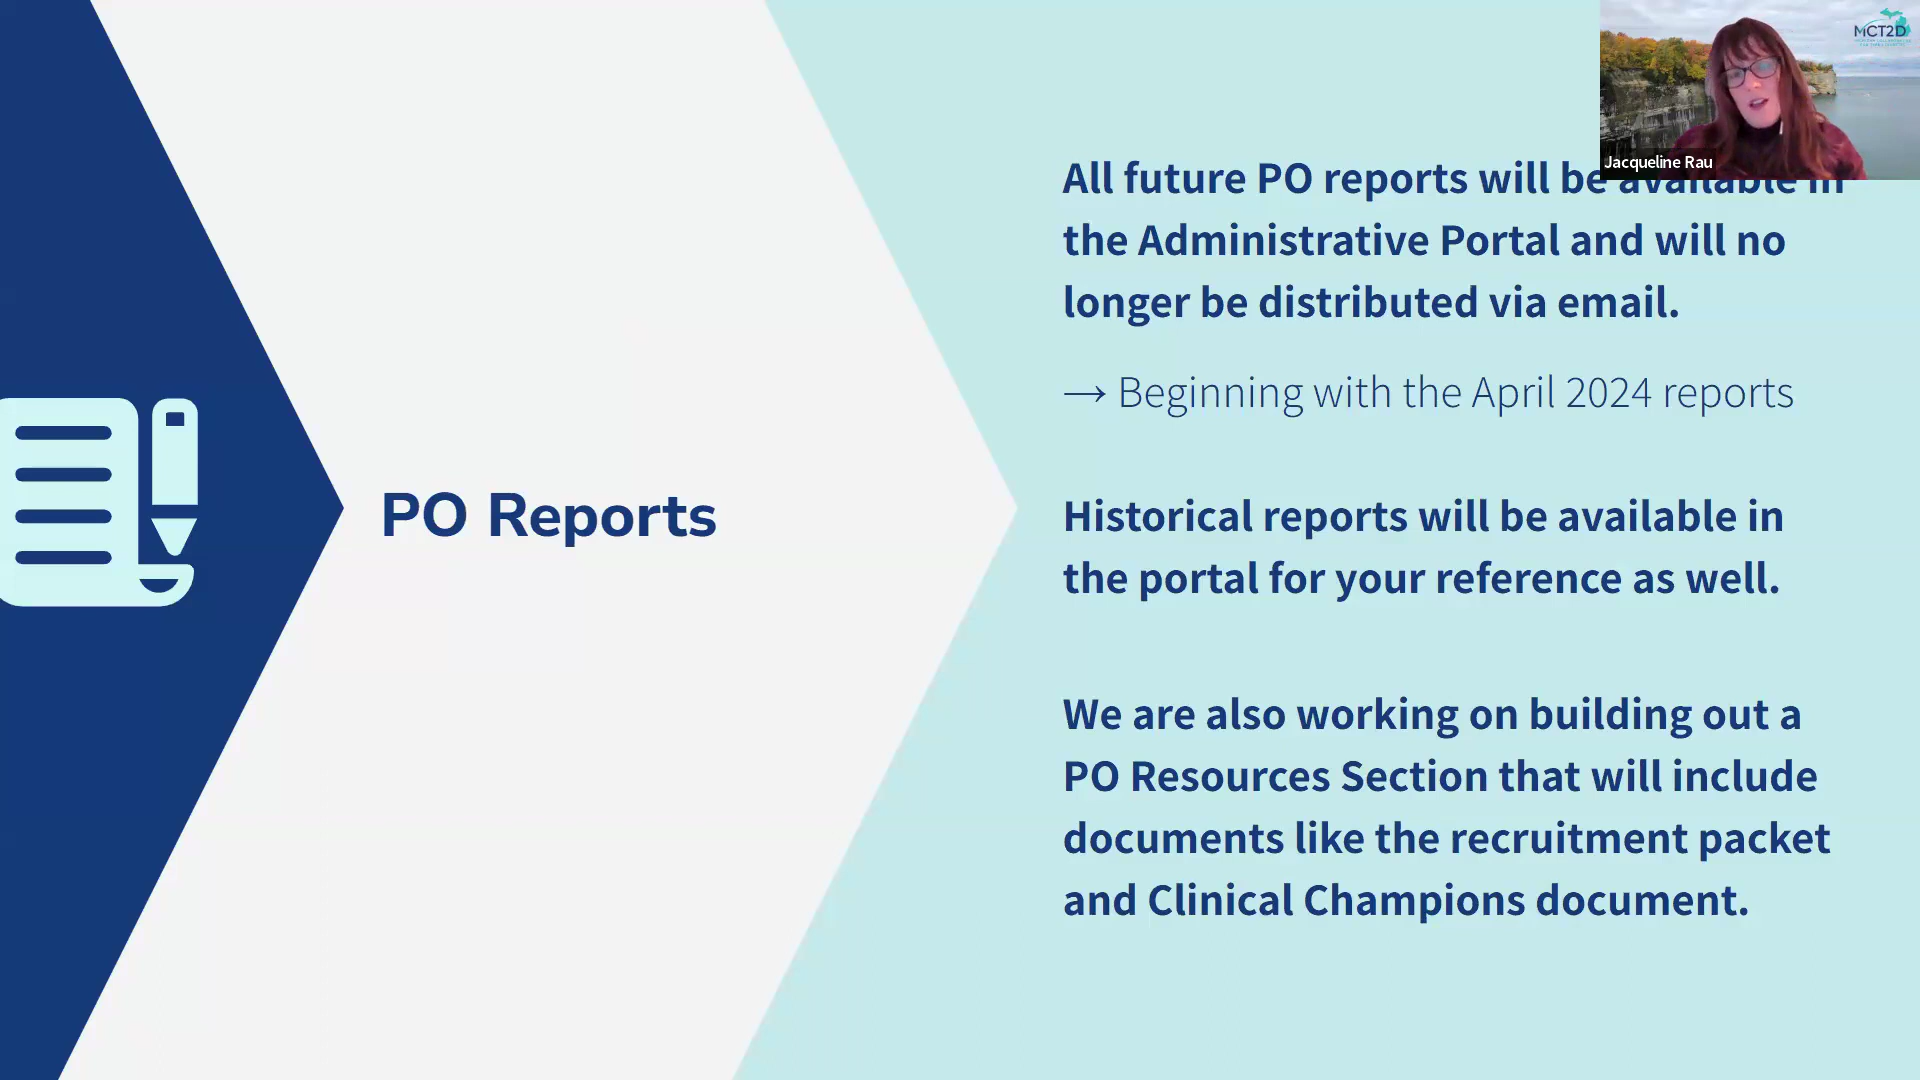 MCT2D
Jacqueline Rau
All future PO reports will be available in
the Administrative Portal and will no
longer be distributed via email.
→ Beginning with the April 2024 reports
PO Reports
Historical reports will be available in
the portal for your reference as well.
We are also working on building out a
PO Resources Section that will include
documents like the recruitment packet
and Clinical Champions document.